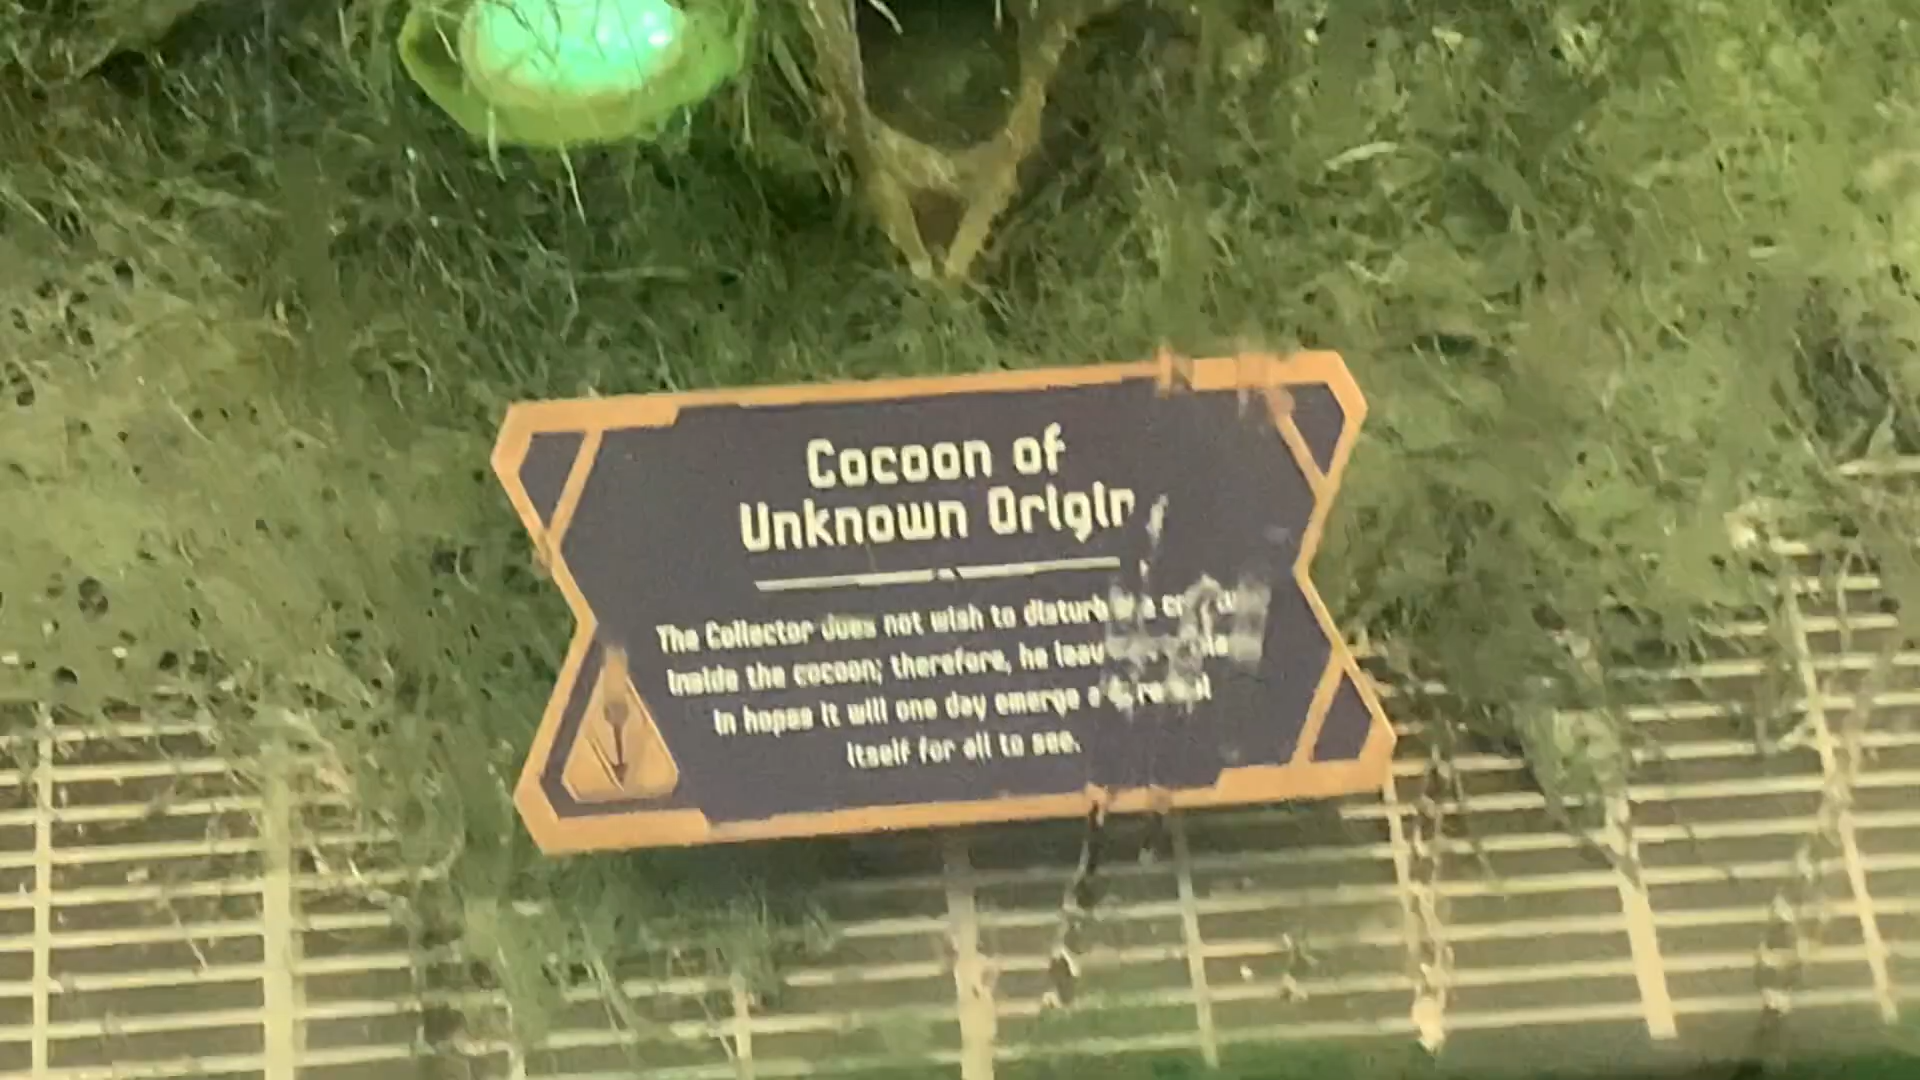 Cocoon of
Unknown Origin
The Collector does not wish to disturb
inside the cocoon; therefore, he
in hopes it will one day emerge
itself for all to see.